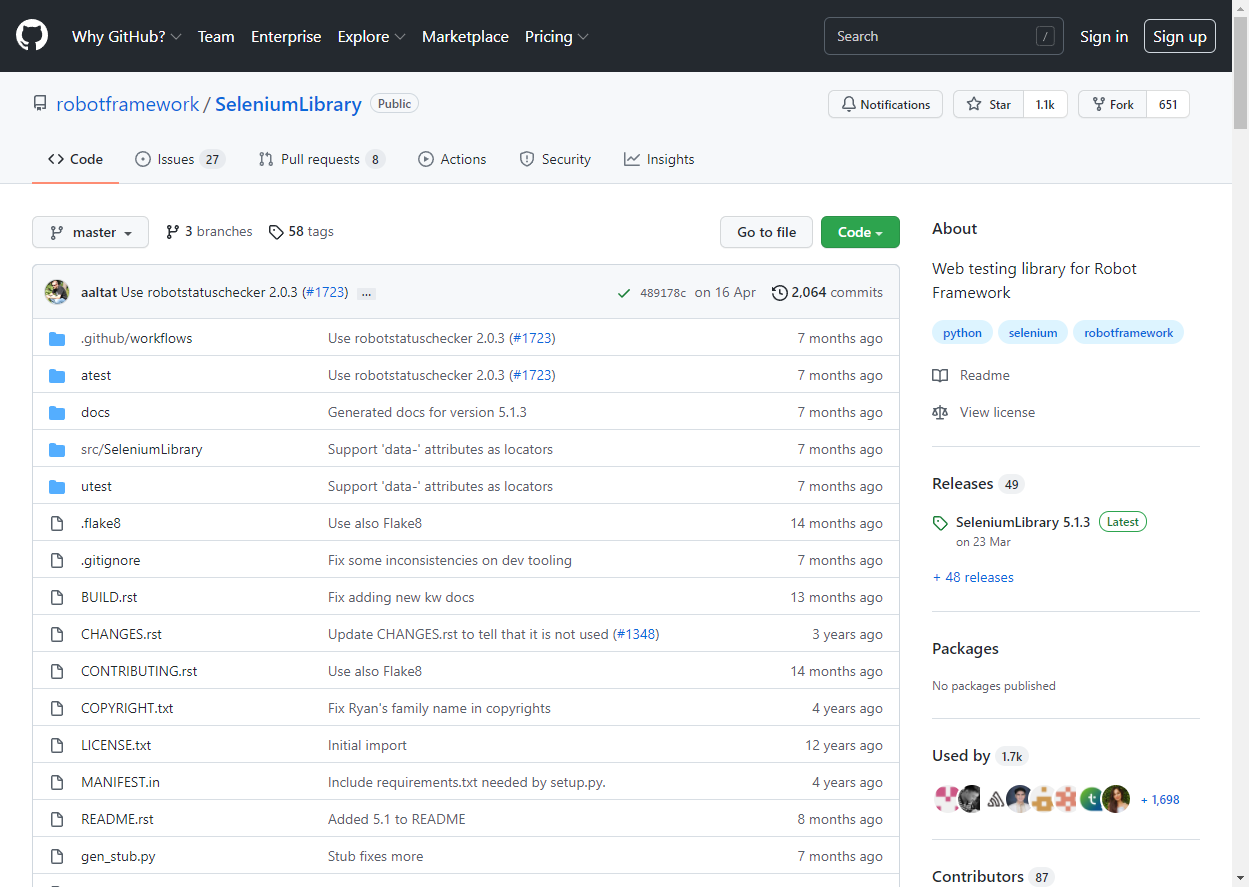 Why GitHub? Team Enterprise Explore Marketplace Pricing Search / Sign in Sign up
robotframework / SeleniumLibrary Public Notifications Star 1.1k Fork 651
Code Issues 27 Pull requests 8 Actions Security Insights
master 3 branches 58 tags Go to file Code
aaltat Use robotstatuschecker 2.0.3 (#1723) ... 489178c on 16 Apr 2,064 commits
.github/workflows Use robotstatuschecker 2.0.3 (#1723) 7 months ago
atest Use robotstatuschecker 2.0.3 (#1723) 7 months ago
docs Generated docs for version 5.1.3 7 months ago
src/SeleniumLibrary Support 'data-' attributes as locators 7 months ago
utest Support 'data-' attributes as locators 7 months ago
.flake8 Use also Flake8 14 months ago
.gitignore Fix some inconsistencies on dev tooling 7 months ago
BUILD.rst Fix adding new kw docs 13 months ago
CHANGES.rst Update CHANGES.rst to tell that it is not used (#1348) 3 years ago
CONTRIBUTING.rst Use also Flake8 14 months ago
COPYRIGHT.txt Fix Ryan's family name in copyrights 4 years ago
LICENSE.txt Initial import 12 years ago
MANIFEST.in Include requirements.txt needed by setup.py. 4 years ago
README.rst Added 5.1 to README 8 months ago
gen_stub.py Stub fixes more 7 months ago
About
Web testing library for Robot
Framework
python selenium robotframework
Readme
View license
Releases 49
SeleniumLibrary 5.1.3 Latest
on 23 Mar
+ 48 releases
Packages
No packages published
Used by 1.7k
t + 1,698
Contributors 87